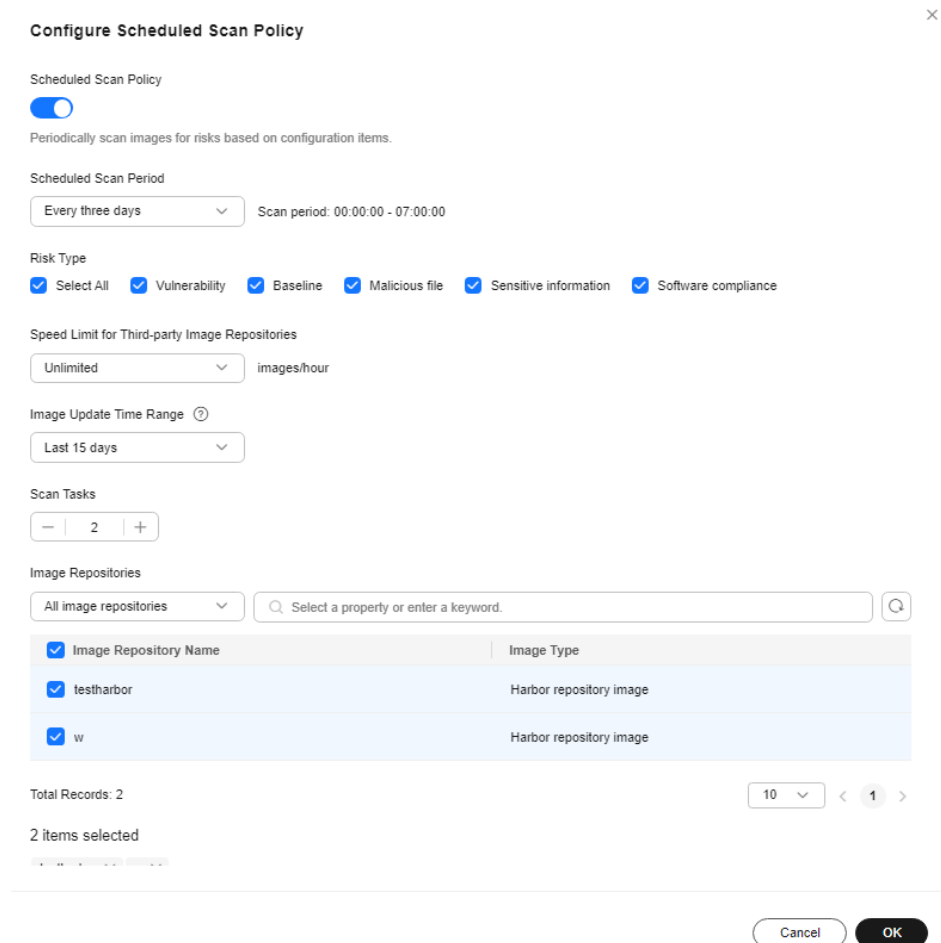 Configure Scheduled Scan Policy
Scheduled Scan Policy
Periodically scan images for risks based on configuration items.
Scheduled Scan Period
Every three days Scan period: 00:00:00 - 07:00:00
Risk Type
Select All Vulnerability Baseline Malicious file Sensitive information Software compliance
Speed Limit for Third-party Image Repositories
Unlimited images/hour
Image Update Time Range ?
Last 15 days
Scan Tasks
2
Image Repositories
All image repositories Select a property or enter a keyword.
Image Repository Name Image Type
testharbor Harbor repository image
w Harbor repository image
Total Records: 2 10 1
2 items selected
Cancel OK